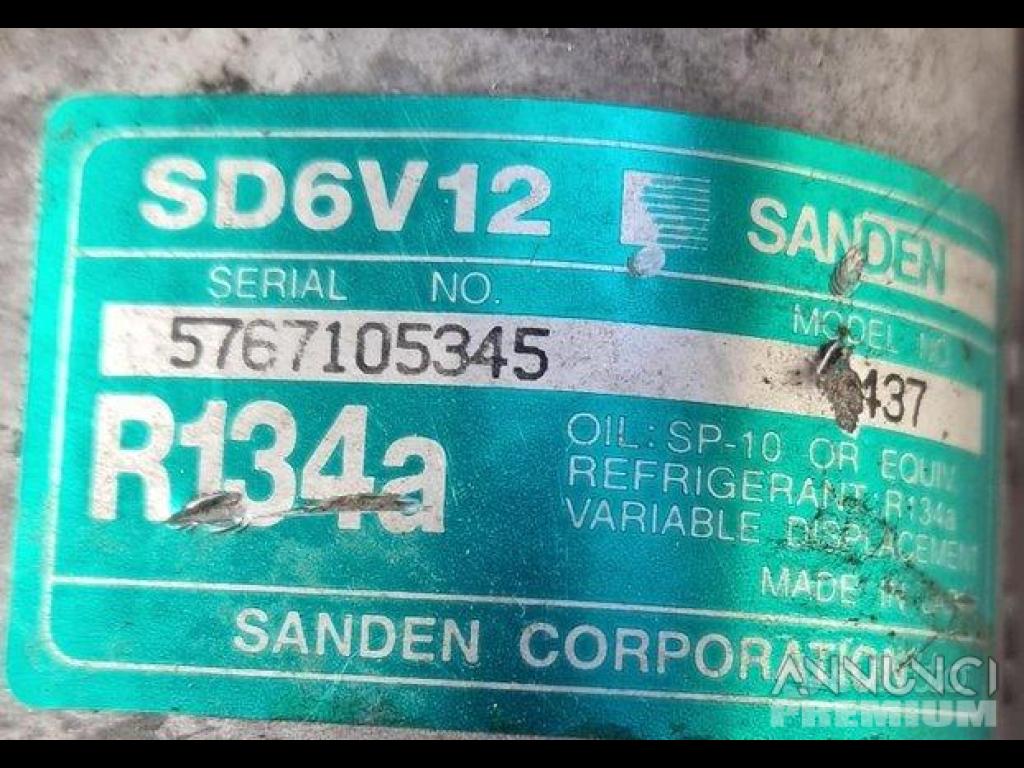 SD6V12 SANDEN
SERIAL NO. MODEL
5767105345 437
R134a
OIL: SP-10 OR EQUIV.
REFRIGERANT: R134a
VARIABLE DISPLACEMENT
MADE IN
SANDEN CORPORATION
ANNUNCI
PREMIUM